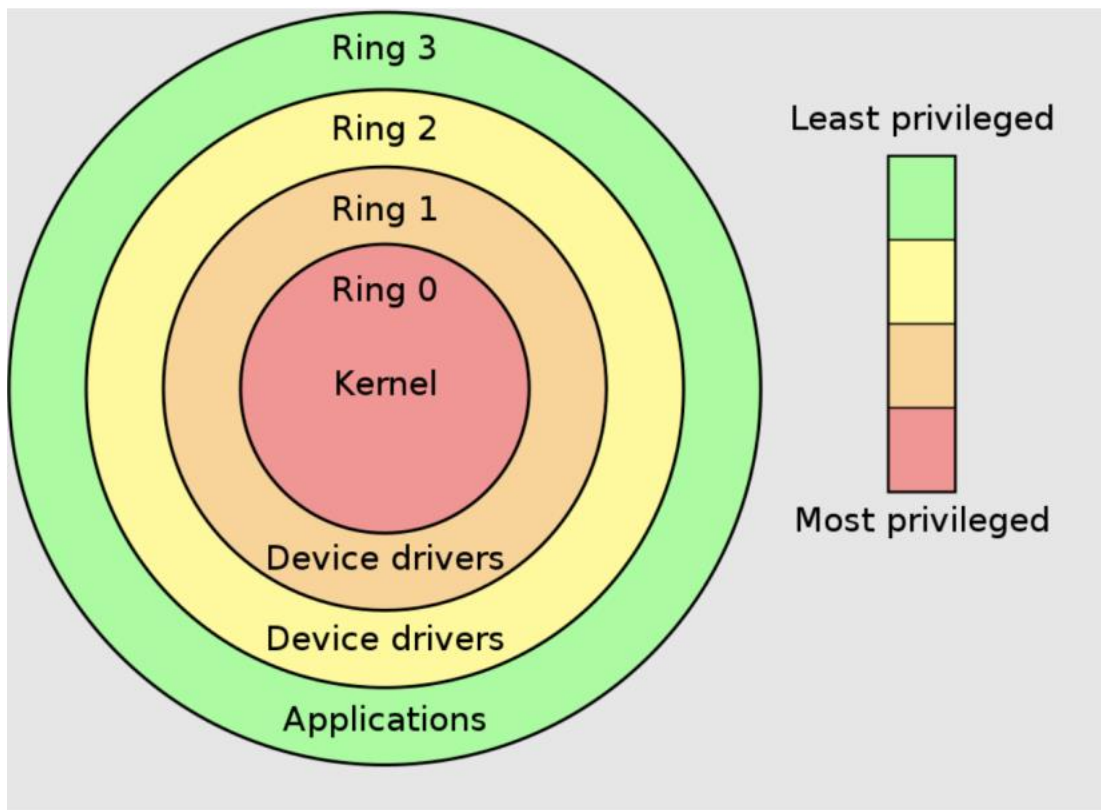 Ring 3
Ring 2
Ring 1
Ring 0
Kernel
Device drivers
Device drivers
Applications
Least privileged
Most privileged